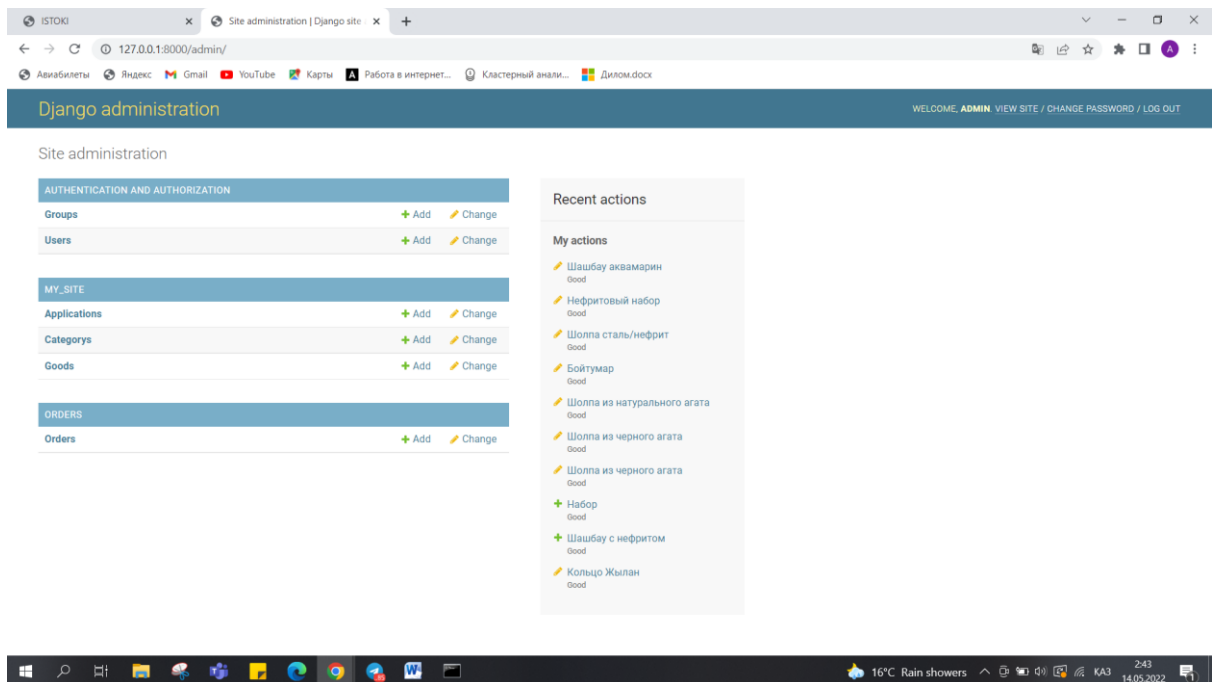 ISTOKI
Site administration | Django site
127.0.0.1:8000/admin/
Авиабилеты Яндекс Gmail YouTube Карты Работа в интернет... Кластерный анали... Дилом.docx
Django administration
WELCOME, ADMIN. VIEW SITE / CHANGE PASSWORD / LOG OUT
Site administration
AUTHENTICATION AND AUTHORIZATION
Groups + Add Change
Users + Add Change
MY_SITE
Applications + Add Change
Categorys + Add Change
Goods + Add Change
ORDERS
Orders + Add Change
Recent actions
My actions
Шашбау аквамарин
Good
Нефритовый набор
Good
Шолпа сталь/нефрит
Good
Бойтумар
Good
Шолпа из натурального агата
Good
Шолпа из черного агата
Good
Шолпа из черного агата
Good
Набор
Good
Шашбау с нефритом
Good
Кольцо Жылан
Good
16°C Rain showers КАЗ 2:43
14.05.2022